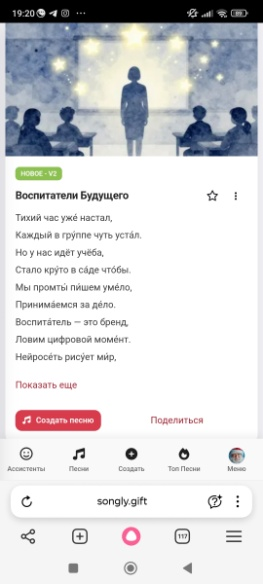 19:20
НОВОЕ - V2
Воспитатели Будущего
Тихий час уже́ настал,
Каждый в гру́ппе чуть уста́л.
Но у нас идёт учёба,
Стало кру́то в са́де что́бы.
Мы промты́ пи́шем уме́ло,
Принима́емся за де́ло.
Воспита́тель — это бренд,
Ловим цифровой моме́нт.
Нейросе́ть рису́ет ми́р,
Показать еще
Создать песню
Поделиться
Ассистенты
Песни
Создать
Топ Песни
Меню
songly.gift
117